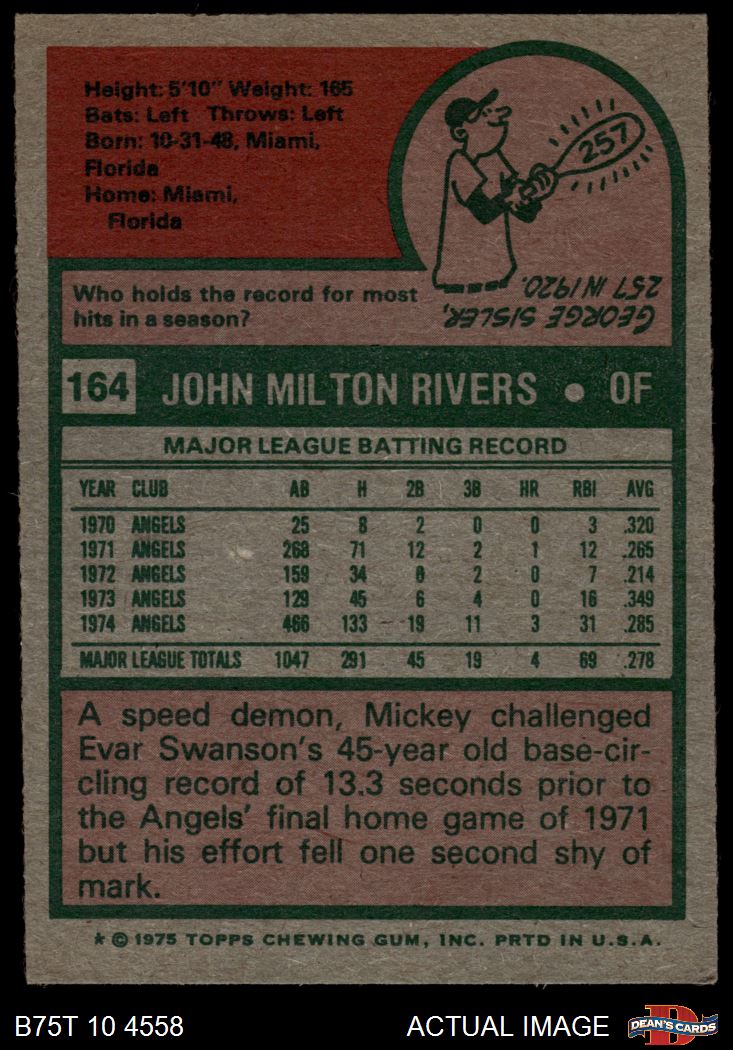 Height: 5'10" Weight: 165
Bats: Left Throws: Left
Born: 10-31-48, Miami,
Florida
Home: Miami,
Florida
257
Who holds the record for most
hits in a season?
GEORGE SISLER,
257 IN 1920.
164 JOHN MILTON RIVERS • OF
MAJOR LEAGUE BATTING RECORD
YEAR CLUB AB H 2B 3B HR RBI AVG
1970 ANGELS 25 8 2 0 0 3 .320
1971 ANGELS 268 71 12 2 1 12 .265
1972 ANGELS 159 34 6 2 0 7 .214
1973 ANGELS 129 45 6 4 0 16 .349
1974 ANGELS 466 133 19 11 3 31 .285
MAJOR LEAGUE TOTALS 1047 291 45 19 4 69 .278
A speed demon, Mickey challenged
Evar Swanson's 45-year old base-cir-
cling record of 13.3 seconds prior to
the Angels' final home game of 1971
but his effort fell one second shy of
mark.
* © 1975 TOPPS CHEWING GUM, INC. PRTD IN U.S.A.
B75T 10 4558 ACTUAL IMAGE D DEAN'S CARDS